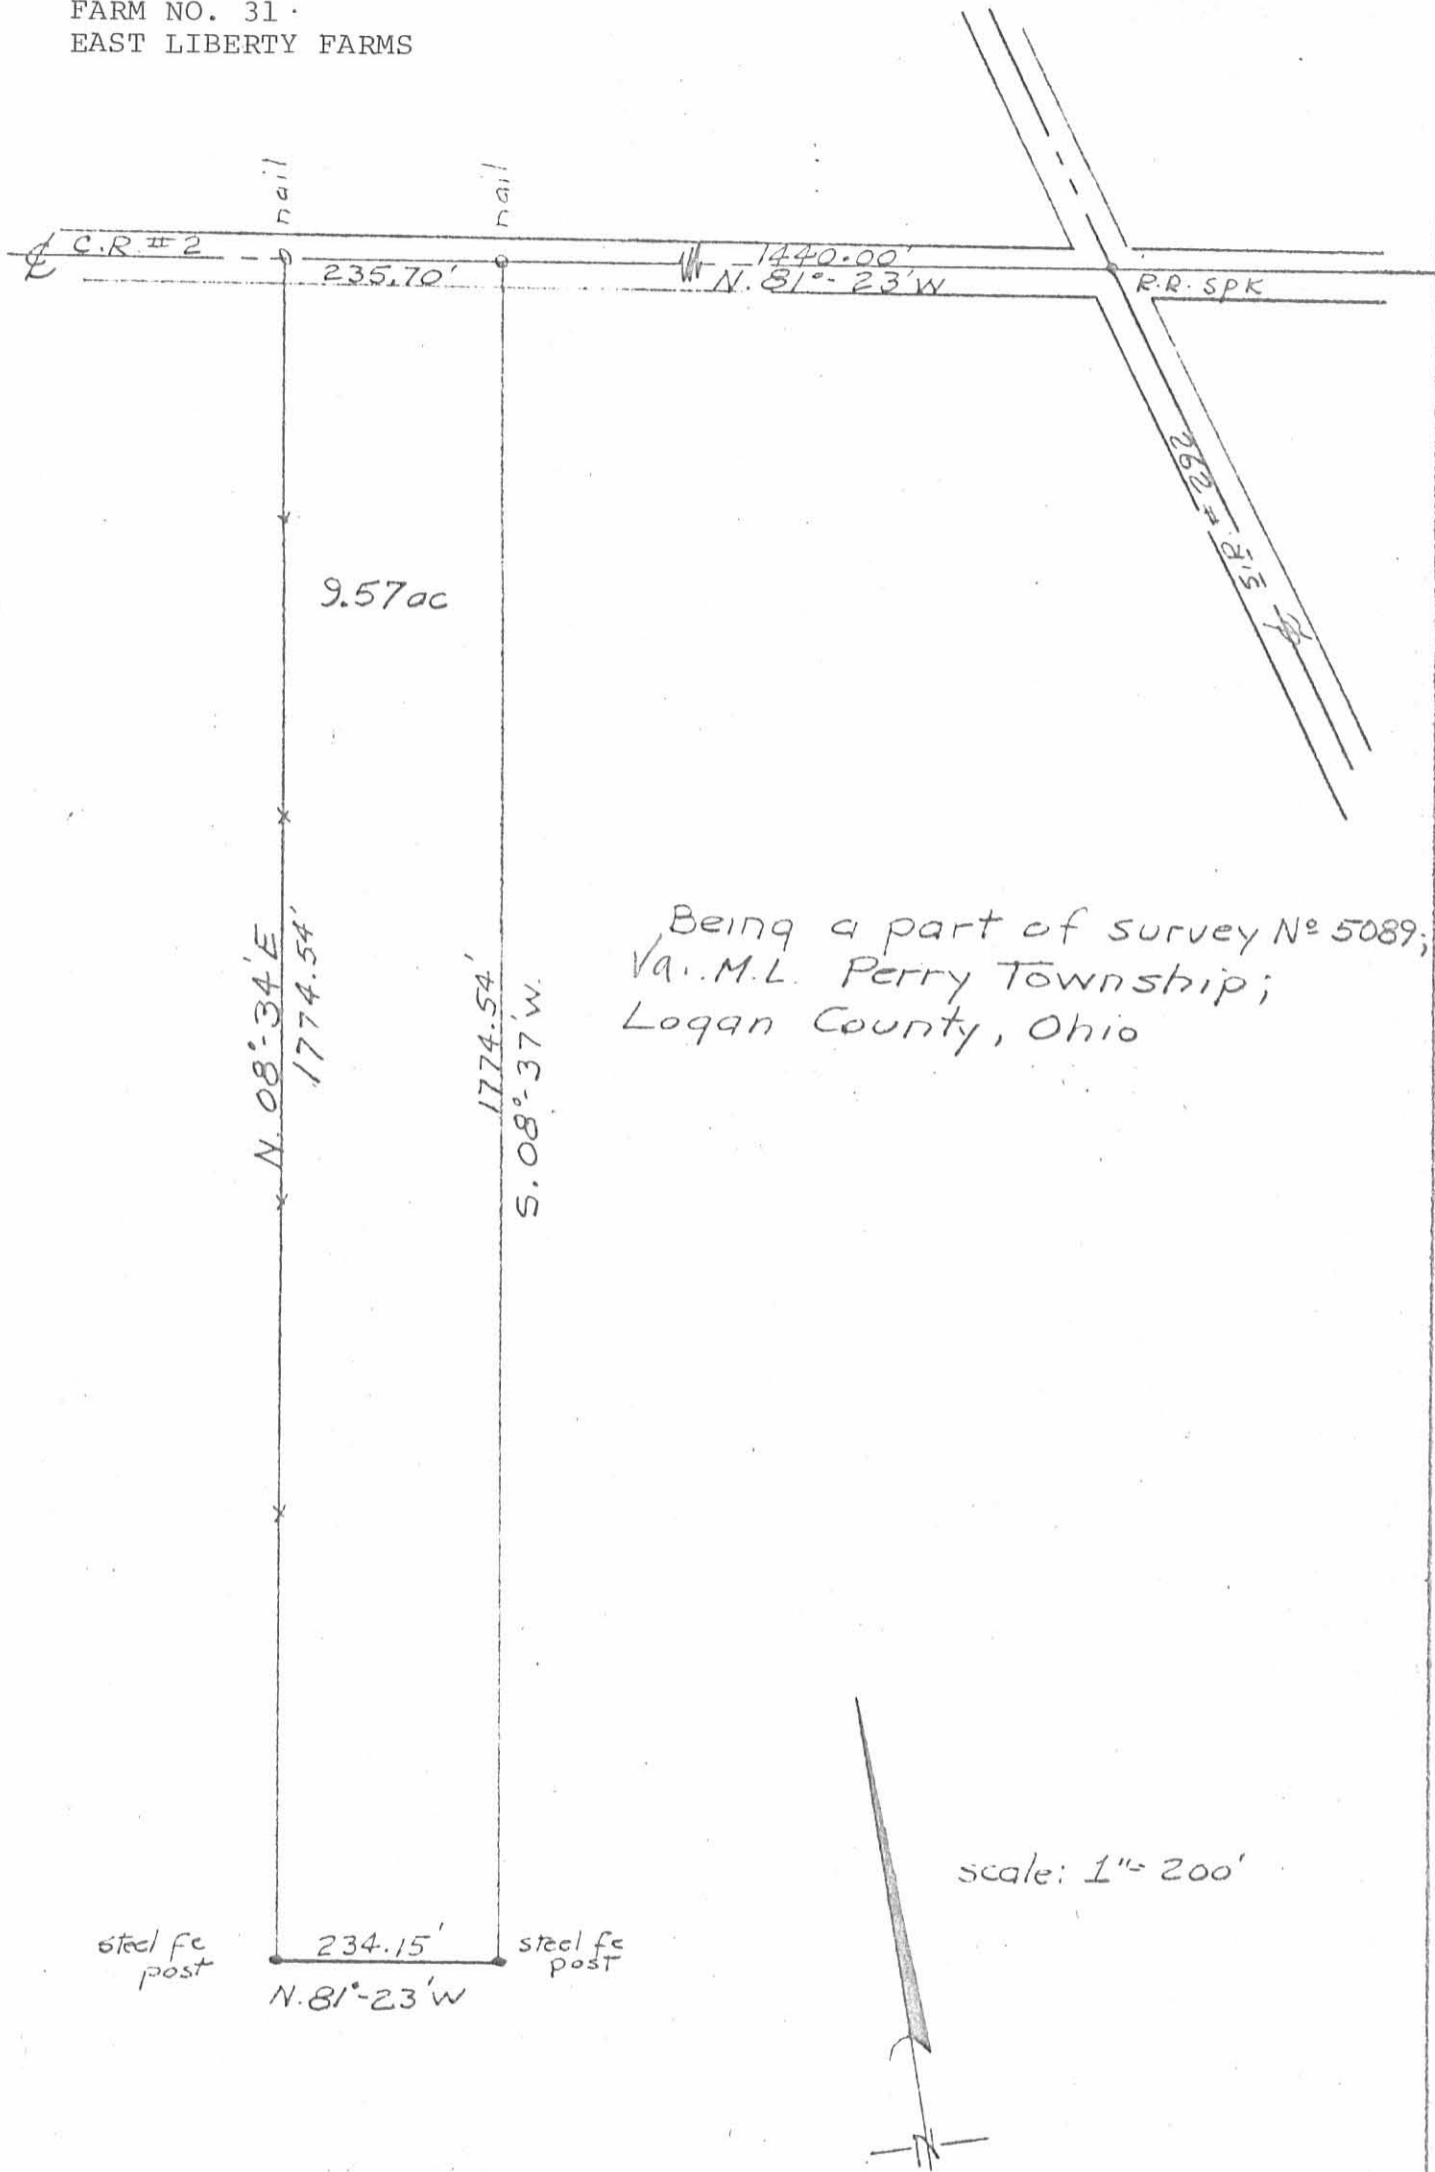 FARM NO. 31
EAST LIBERTY FARMS
nail
nail
℄ C.R. # 2
235.70'
1440.00'
N. 81°- 23'W
R.R. SPK
S.R. # 292
℄
9.57ac
N. 08°-34'E
1774.54'
1774.54'
S. 08°-37'W.
Being a part of survey Nº 5089;
Va. M.L. Perry Township;
Logan County, Ohio
scale: 1"= 200'
steel fc
post
234.15'
N. 81°-23'W
steel fc
post
N